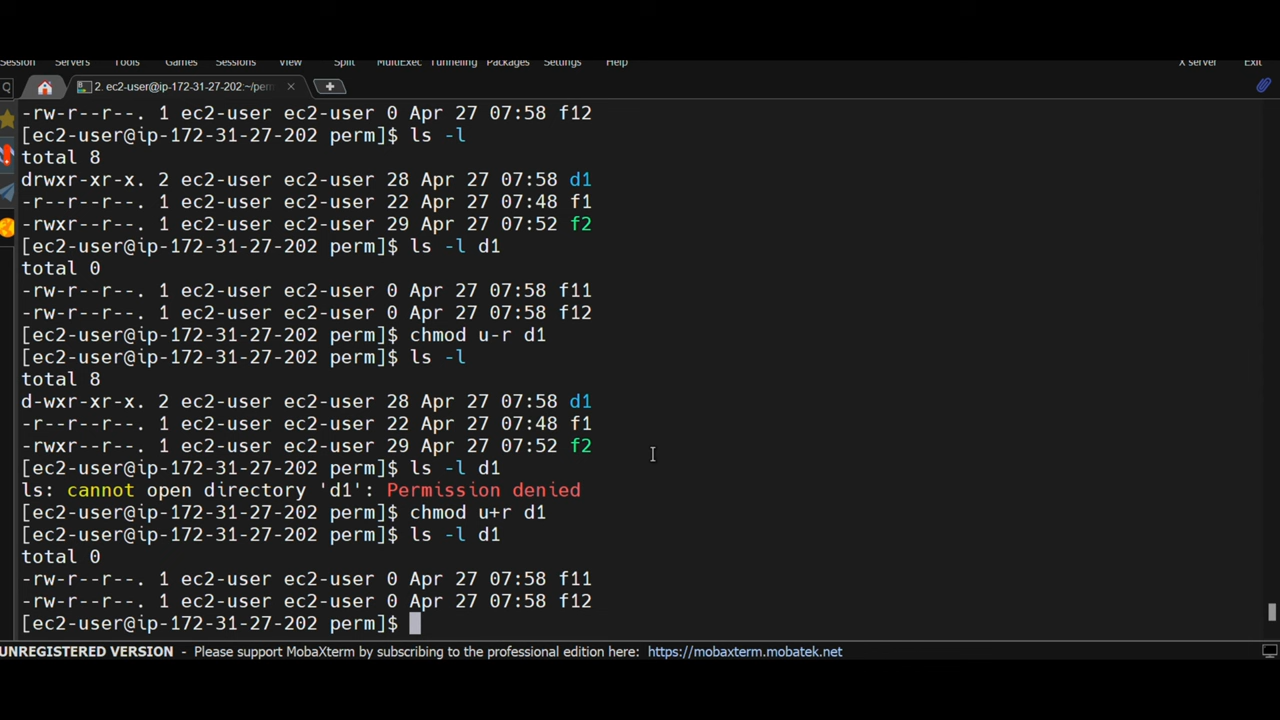 Session Servers Tools Games Sessions View Split MultiExec Tunneling Packages Settings Help X server Exit
2. ec2-user@ip-172-31-27-202:~/perm
-rw-r--r--. 1 ec2-user ec2-user 0 Apr 27 07:58 f12
[ec2-user@ip-172-31-27-202 perm]$ ls -l
total 8
drwxr-xr-x. 2 ec2-user ec2-user 28 Apr 27 07:58 d1
-r--r--r--. 1 ec2-user ec2-user 22 Apr 27 07:48 f1
-rwxr--r--. 1 ec2-user ec2-user 29 Apr 27 07:52 f2
[ec2-user@ip-172-31-27-202 perm]$ ls -l d1
total 0
-rw-r--r--. 1 ec2-user ec2-user 0 Apr 27 07:58 f11
-rw-r--r--. 1 ec2-user ec2-user 0 Apr 27 07:58 f12
[ec2-user@ip-172-31-27-202 perm]$ chmod u-r d1
[ec2-user@ip-172-31-27-202 perm]$ ls -l
total 8
d-wxr-xr-x. 2 ec2-user ec2-user 28 Apr 27 07:58 d1
-r--r--r--. 1 ec2-user ec2-user 22 Apr 27 07:48 f1
-rwxr--r--. 1 ec2-user ec2-user 29 Apr 27 07:52 f2
[ec2-user@ip-172-31-27-202 perm]$ ls -l d1
ls: cannot open directory 'd1': Permission denied
[ec2-user@ip-172-31-27-202 perm]$ chmod u+r d1
[ec2-user@ip-172-31-27-202 perm]$ ls -l d1
total 0
-rw-r--r--. 1 ec2-user ec2-user 0 Apr 27 07:58 f11
-rw-r--r--. 1 ec2-user ec2-user 0 Apr 27 07:58 f12
[ec2-user@ip-172-31-27-202 perm]$
UNREGISTERED VERSION - Please support MobaXterm by subscribing to the professional edition here: https://mobaxterm.mobatek.net